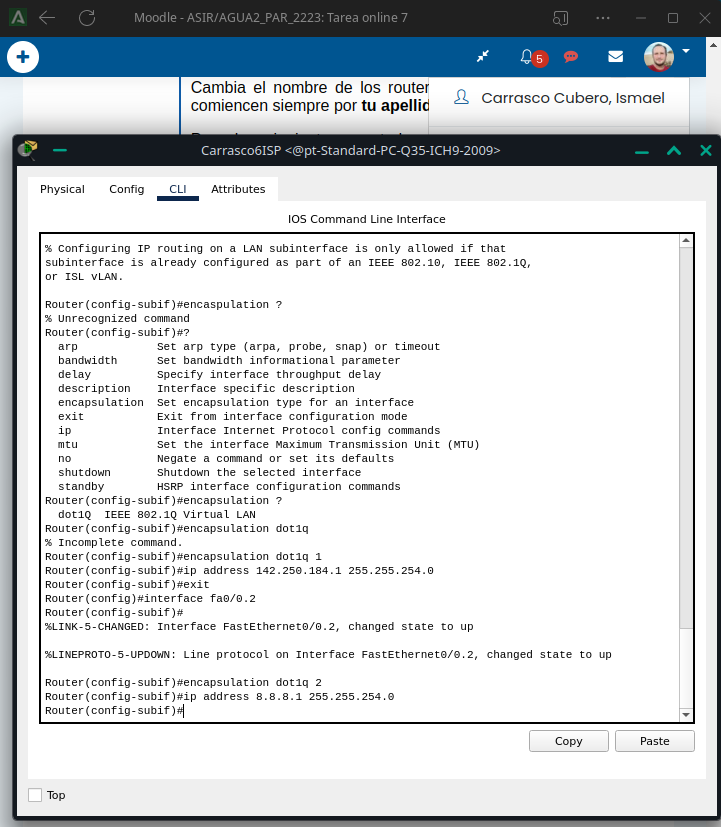 Moodle - ASIR/AGUA2_PAR_2223: Tarea online 7
5
Cambia el nombre de los router
comiencen siempre por tu apellid
Carrasco Cubero, Ismael
Carrasco6ISP <@pt-Standard-PC-Q35-ICH9-2009>
Physical Config CLI Attributes
IOS Command Line Interface
% Configuring IP routing on a LAN subinterface is only allowed if that
subinterface is already configured as part of an IEEE 802.10, IEEE 802.1Q,
or ISL vLAN.
Router(config-subif)#encaspulation ?
% Unrecognized command
Router(config-subif)#?
arp Set arp type (arpa, probe, snap) or timeout
bandwidth Set bandwidth informational parameter
delay Specify interface throughput delay
description Interface specific description
encapsulation Set encapsulation type for an interface
exit Exit from interface configuration mode
ip Interface Internet Protocol config commands
mtu Set the interface Maximum Transmission Unit (MTU)
no Negate a command or set its defaults
shutdown Shutdown the selected interface
standby HSRP interface configuration commands
Router(config-subif)#encapsulation ?
dot1Q IEEE 802.1Q Virtual LAN
Router(config-subif)#encapsulation dot1q
% Incomplete command.
Router(config-subif)#encapsulation dot1q 1
Router(config-subif)#ip address 142.250.184.1 255.255.254.0
Router(config-subif)#exit
Router(config)#interface fa0/0.2
Router(config-subif)#
%LINK-5-CHANGED: Interface FastEthernet0/0.2, changed state to up
%LINEPROTO-5-UPDOWN: Line protocol on Interface FastEthernet0/0.2, changed state to up
Router(config-subif)#encapsulation dot1q 2
Router(config-subif)#ip address 8.8.8.1 255.255.254.0
Router(config-subif)#
Copy Paste
Top